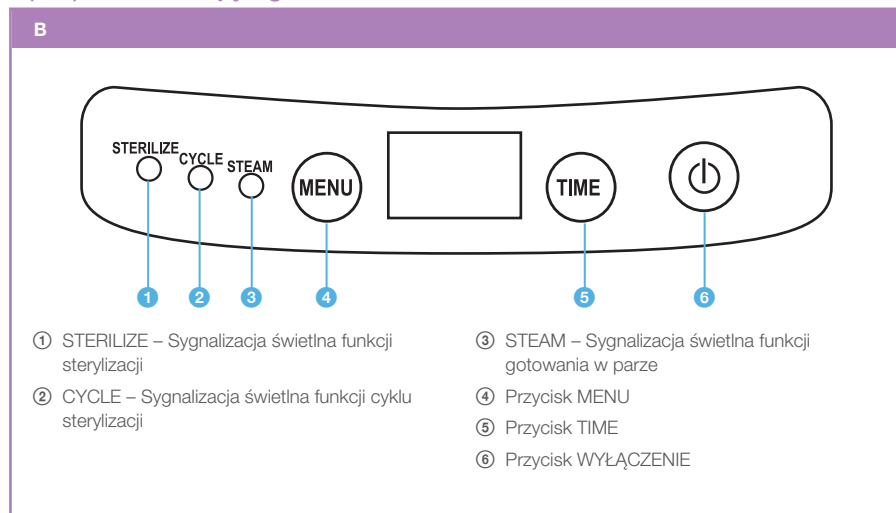 B
STERILIZE
CYCLE
STEAM
MENU
TIME
1
2
3
4
5
6
① STERILIZE – Sygnalizacja świetlna funkcji
sterylizacji
② CYCLE – Sygnalizacja świetlna funkcji cyklu
sterylizacji
③ STEAM – Sygnalizacja świetlna funkcji
gotowania w parze
④ Przycisk MENU
⑤ Przycisk TIME
⑥ Przycisk WYŁĄCZENIE